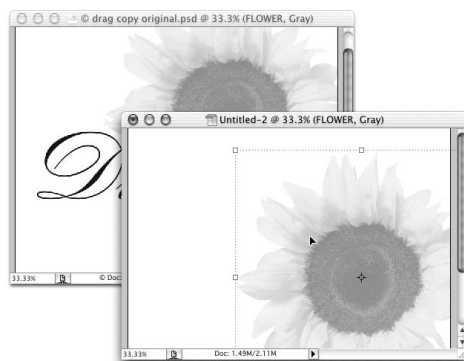 © drag copy original.psd @ 33.3% (FLOWER, Gray)
33.33%
© Doc:
Untitled-2 @ 33.3% (FLOWER, Gray)
33.33%
Doc: 1.49M/2.11M